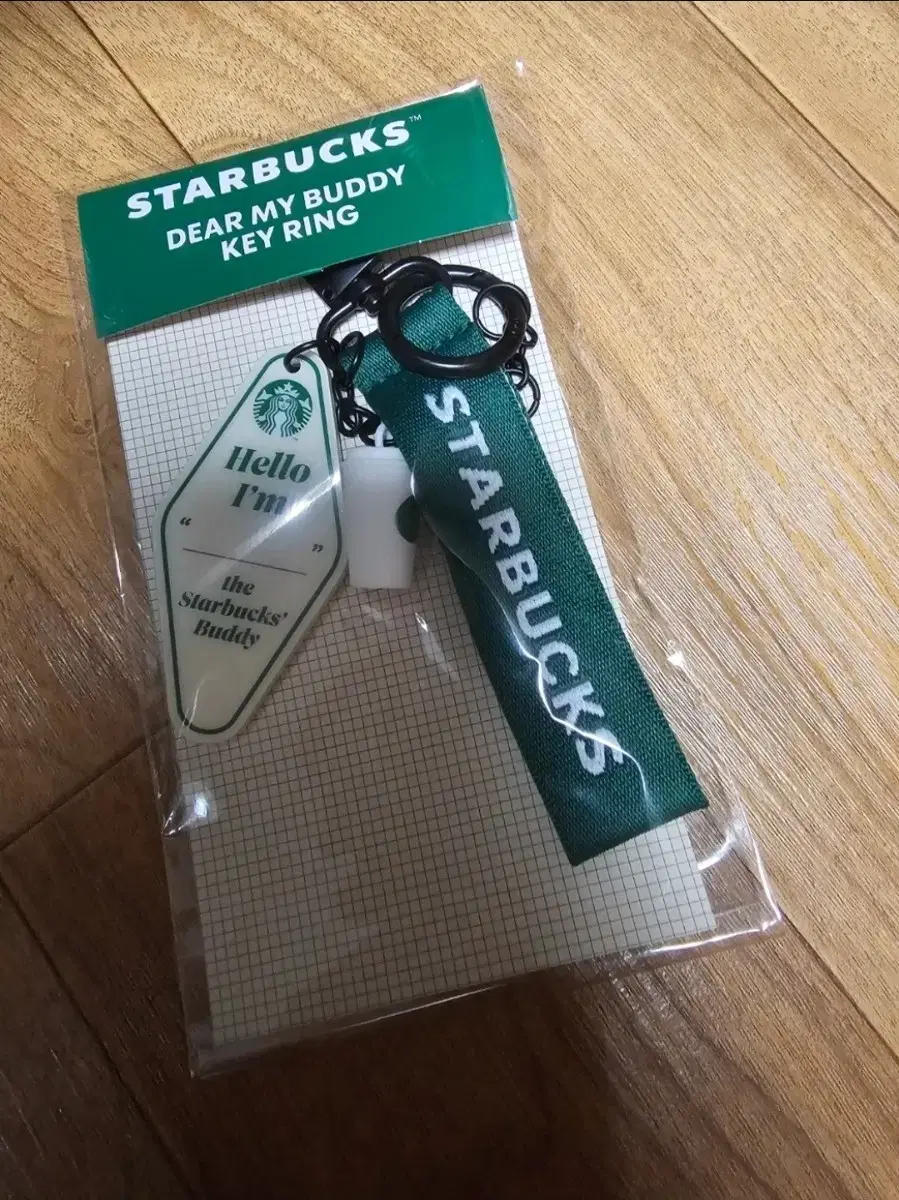 STARBUCKS™
DEAR MY BUDDY
KEY RING
Hello
I'm
“
”
the
Starbucks'
Buddy
STARBUCKS